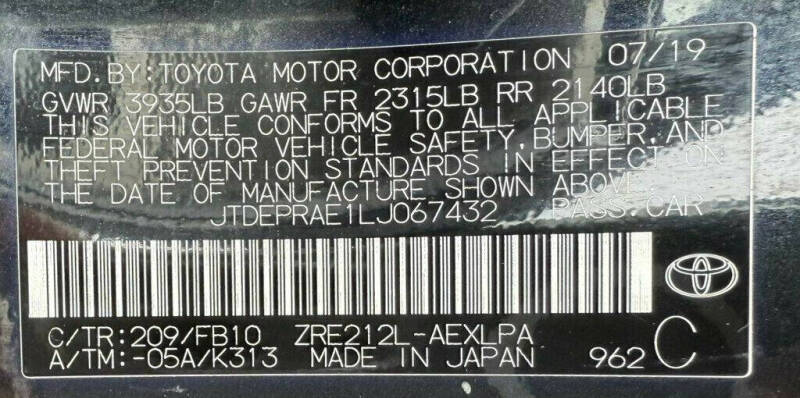 MFD. BY: TOYOTA MOTOR CORPORATION 07/19
GVWR 3935LB GAWR FR 2315LB RR 2140LB
THIS VEHICLE CONFORMS TO ALL APPLICABLE
FEDERAL MOTOR VEHICLE SAFETY, BUMPER, AND
THEFT PREVENTION STANDARDS IN EFFECT ON
THE DATE OF MANUFACTURE SHOWN ABOVE.
JTDEPRAE1LJ067432 PASS. CAR
C/TR: 209/FB10 ZRE212L-AEXLPA
A/TM: -05A/K313 MADE IN JAPAN 962 C